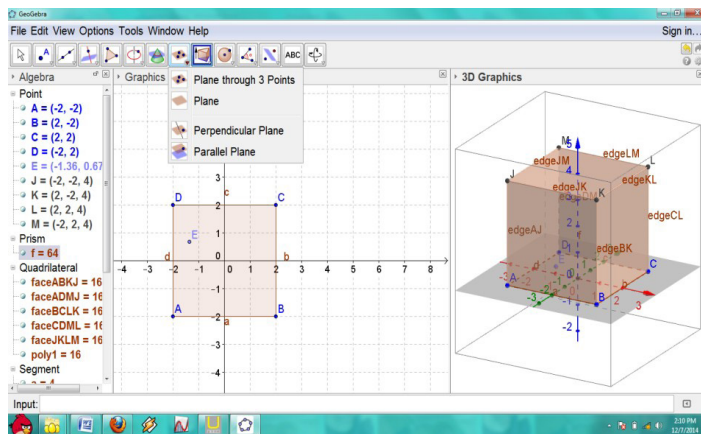 GeoGebra
File Edit View Options Tools Window Help
Sign in...
ABC
Algebra
Graphics
3D Graphics
Plane through 3 Points
Plane
Perpendicular Plane
Parallel Plane
Point
A = (-2, -2)
B = (2, -2)
C = (2, 2)
D = (-2, 2)
E = (-1.36, 0.67
J = (-2, -2, 4)
K = (2, -2, 4)
L = (2, 2, 4)
M = (-2, 2, 4)
Prism
f = 64
Quadrilateral
faceABKJ = 16
faceADMJ = 16
faceBCLK = 16
faceCDML = 16
faceJKLM = 16
poly1 = 16
Segment
3
D c C
2
E
1
d b
-4 -3 -2 -1 0 0 1 2 3 4 5 6 7 8
-1
A B
-2
a
-3
-4
M 5
edgeLM
edgeJM L
J 4 edgeKL
edgeJK
K
3
edgeCL
2
edgeAJ f
D 1 edgeBK
E
0 C
A
B
-1
-2
Input:
2:10 PM
12/7/2014